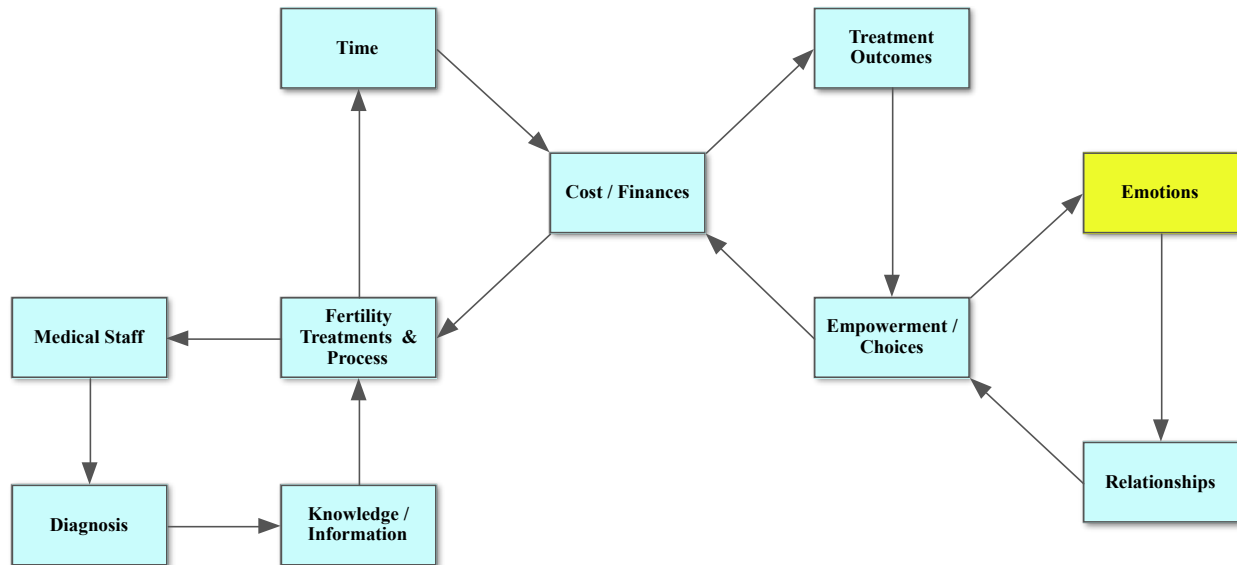 Time
Treatment
Outcomes
Cost / Finances
Emotions
Medical Staff
Fertility
Treatments & 
Process
Empowerment /
Choices
Diagnosis
Knowledge /
Information
Relationships